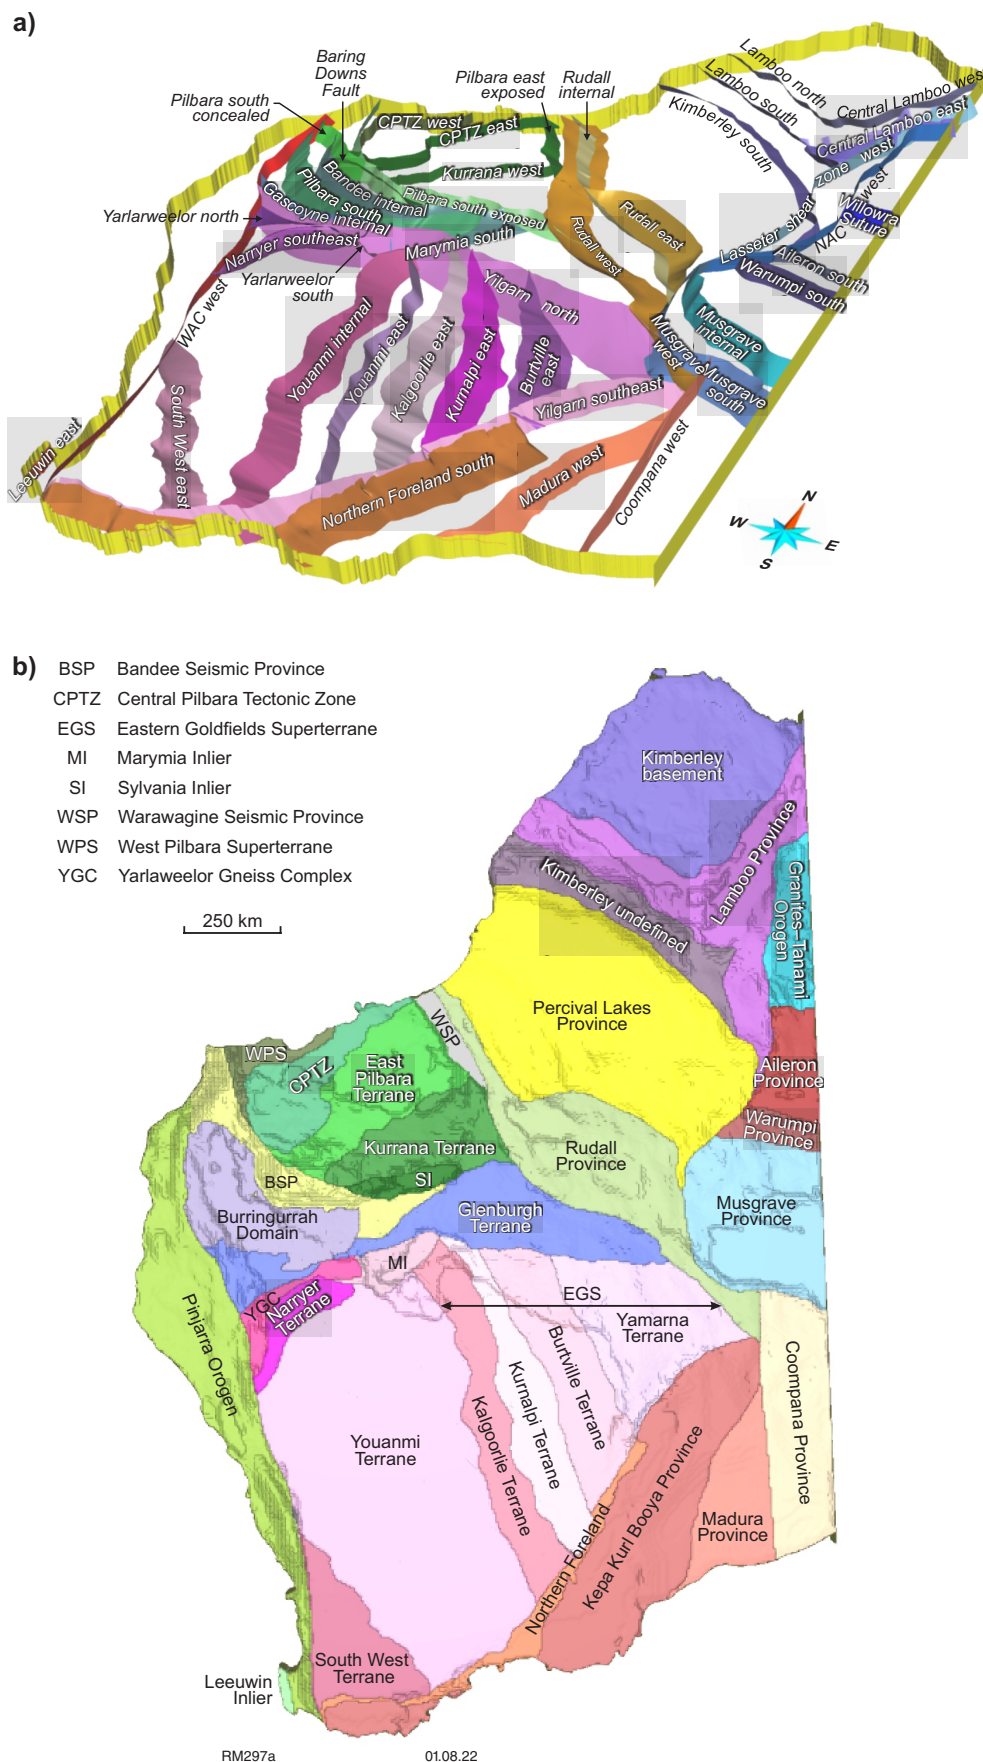 a)
Baring
Downs
Fault
Pilbara south
concealed
Pilbara east
exposed
Rudall
internal
Lamboo north
Lamboo south
Kimberley south
Central Lamboo west
Central Lamboo east
CPTZ west
CPTZ east
Kurrana west
Bandee internal
Pilbara south
Pilbara south exposed
Gascoyne internal
Yarlarweelor north
Narryer southeast
Yarlarweelor
south
Marymia south
Rudall west
Rudall east
Lasseter shear zone west
NAC west
Willowra
Suture
Aileron south
Warumpi south
WAC west
Youanmi internal
Youanmi east
Kalgoorlie east
Kurnalpi east
Yilgarn north
Burtville
east
Musgrave
west
Musgrave
internal
Musgrave
south
South West east
Yilgarn southeast
Leeuwin east
Northern Foreland south
Madura west
Coompana west
N
W
E
S
b)
BSP Bandee Seismic Province
CPTZ Central Pilbara Tectonic Zone
EGS Eastern Goldfields Superterrane
MI Marymia Inlier
SI Sylvania Inlier
WSP Warawagine Seismic Province
WPS West Pilbara Superterrane
YGC Yarlaweelor Gneiss Complex
250 km
Kimberley
basement
Lamboo Province
Kimberley undefined
Granites–Tanami
Orogen
Percival Lakes
Province
WSP
WPS
CPTZ
East
Pilbara
Terrane
Aileron
Province
Warumpi
Province
Kurrana Terrane
Rudall
Province
SI
BSP
Burringurrah
Domain
Glenburgh
Terrane
Musgrave
Province
MI
YGC
Narryer
Terrane
EGS
Yamarna
Terrane
Pinjarra Orogen
Burtville Terrane
Kurnalpi Terrane
Kalgoorlie Terrane
Coompana Province
Youanmi
Terrane
Kepa Kurl Booya Province
Northern Foreland
Madura
Province
South West
Terrane
Leeuwin
Inlier
RM297a 01.08.22